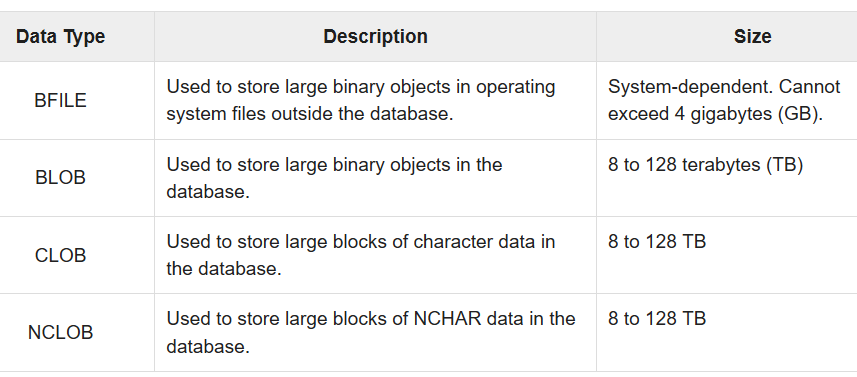 Data Type Description Size
BFILE
Used to store large binary objects in operating
system files outside the database.
System-dependent. Cannot
exceed 4 gigabytes (GB).
BLOB
Used to store large binary objects in the
database.
8 to 128 terabytes (TB)
CLOB
Used to store large blocks of character data in
the database.
8 to 128 TB
NCLOB
Used to store large blocks of NCHAR data in the
database.
8 to 128 TB